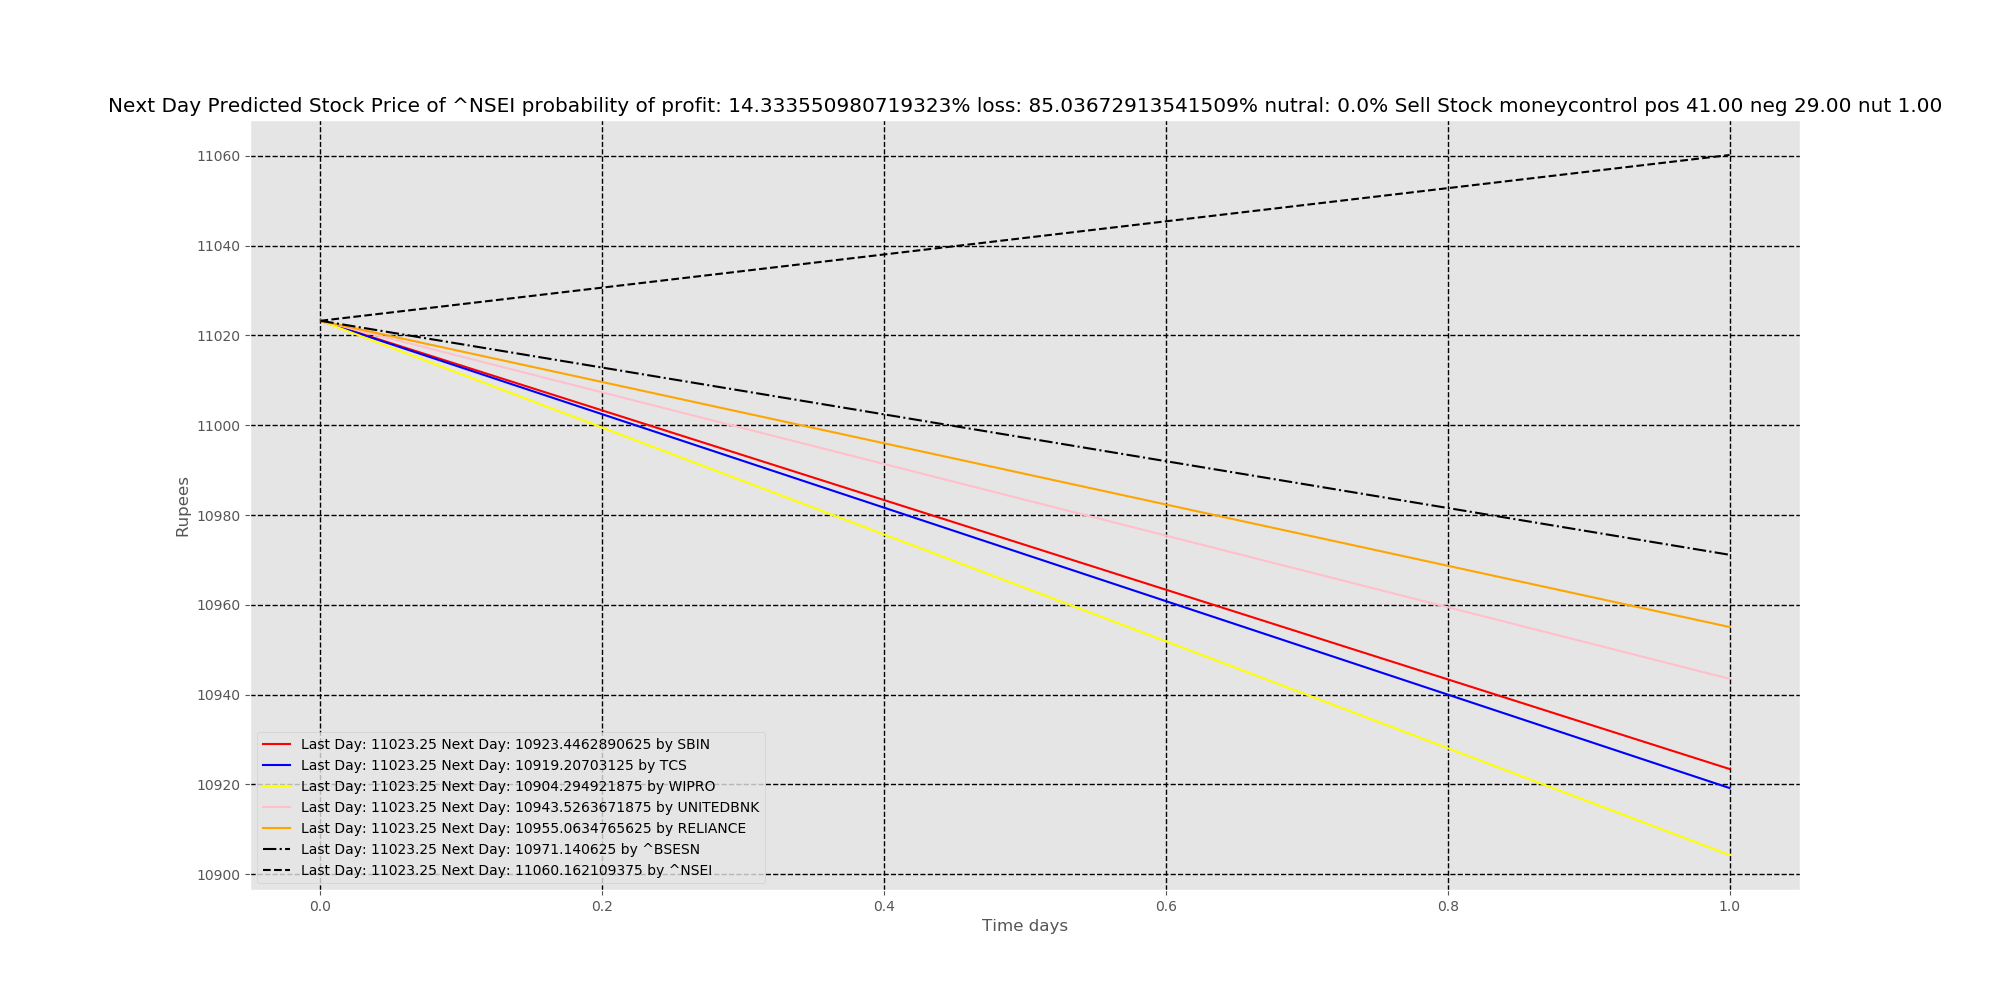 Next Day Predicted Stock Price of ^NSEI probability of profit: 14.333550980719323% loss: 85.03672913541509% nutral: 0.0% Sell Stock moneycontrol pos 41.00 neg 29.00 nut 1.00
11060
11040
11020
11000
10980
10960
10940
10920
10900
Rupees
Last Day: 11023.25 Next Day: 10923.4462890625 by SBIN
Last Day: 11023.25 Next Day: 10919.20703125 by TCS
Last Day: 11023.25 Next Day: 10904.294921875 by WIPRO
Last Day: 11023.25 Next Day: 10943.5263671875 by UNITEDBNK
Last Day: 11023.25 Next Day: 10955.0634765625 by RELIANCE
Last Day: 11023.25 Next Day: 10971.140625 by ^BSESN
Last Day: 11023.25 Next Day: 11060.162109375 by ^NSEI
0.0 0.2 0.4 0.6 0.8 1.0
Time days